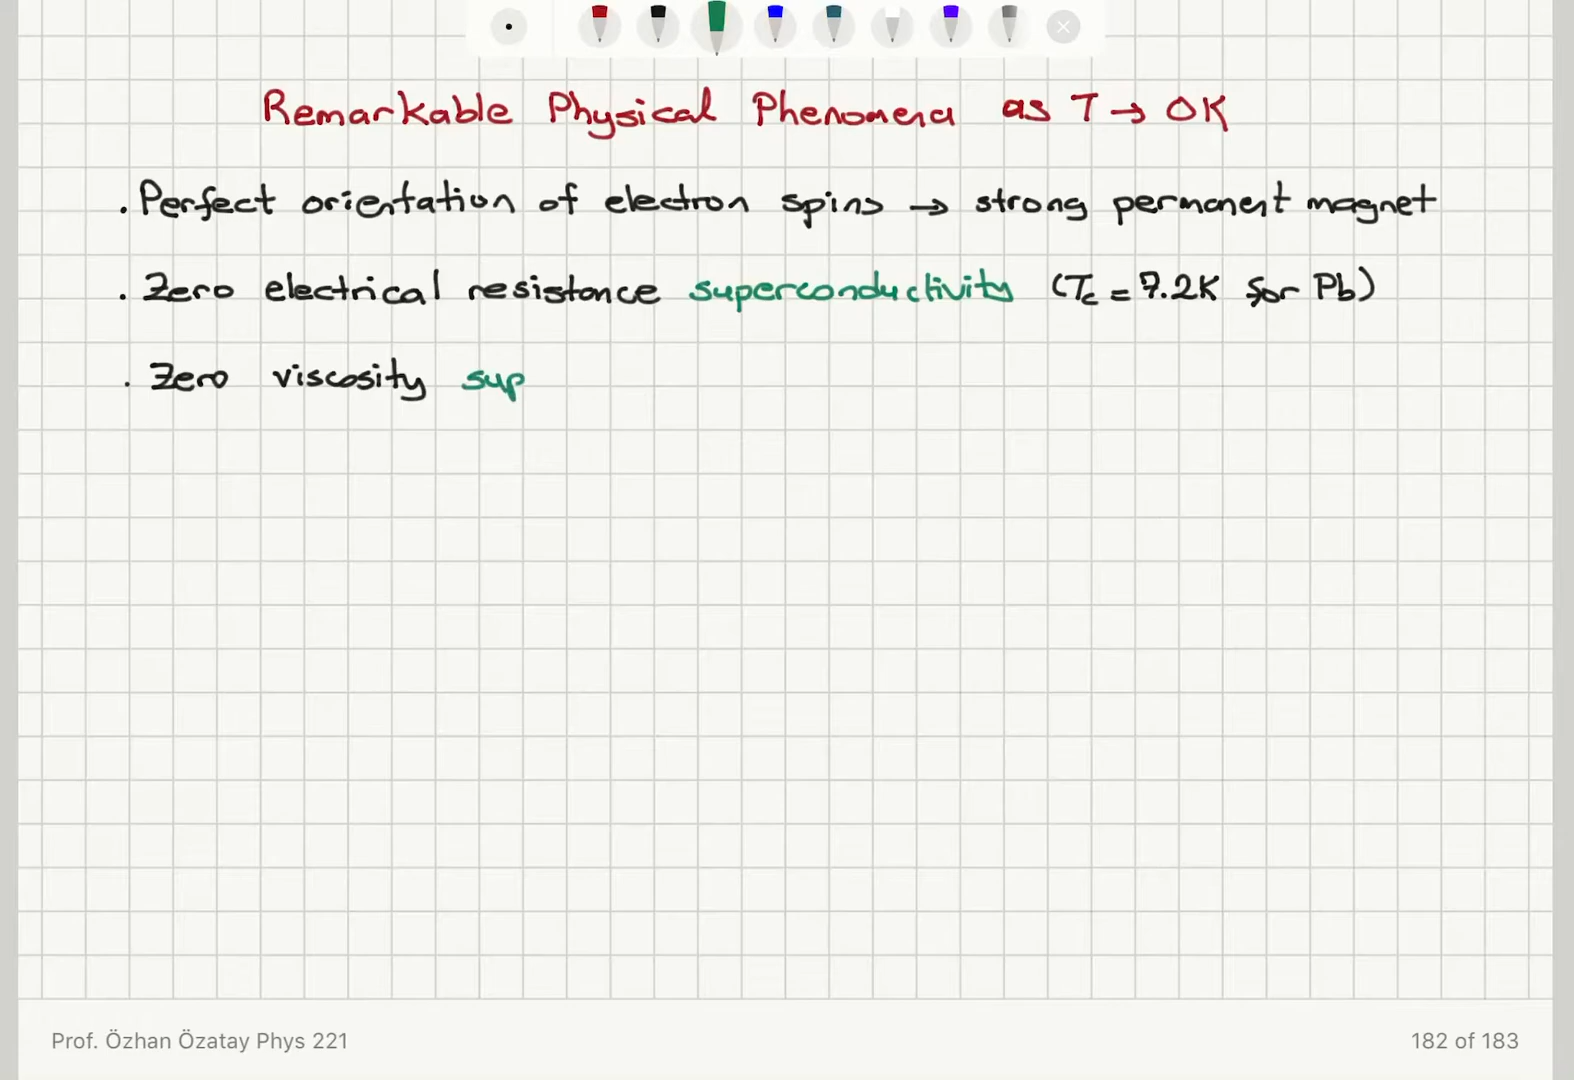 Remarkable Physical Phenomena as T → 0K
. Perfect orientation of electron spins → strong permanent magnet
. Zero electrical resistance superconductivity (Tc = 7.2K for Pb)
. Zero viscosity sup
Prof. Özhan Özatay Phys 221
182 of 183